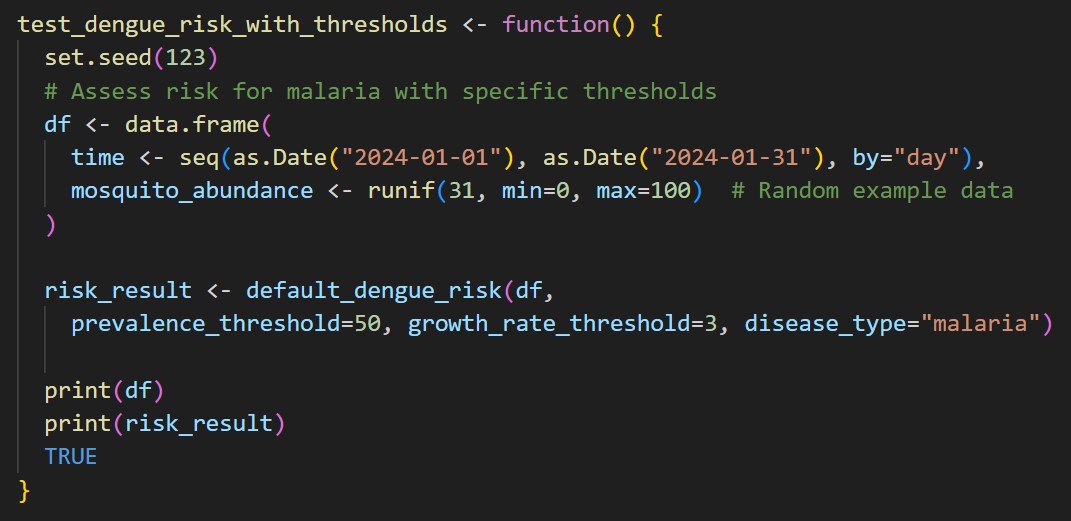 test_dengue_risk_with_thresholds <- function() {
  set.seed(123)
  # Assess risk for malaria with specific thresholds
  df <- data.frame(
    time <- seq(as.Date("2024-01-01"), as.Date("2024-01-31"), by="day"),
    mosquito_abundance <- runif(31, min=0, max=100)  # Random example data
  )

  risk_result <- default_dengue_risk(df,
    prevalence_threshold=50, growth_rate_threshold=3, disease_type="malaria")

  print(df)
  print(risk_result)
  TRUE
}